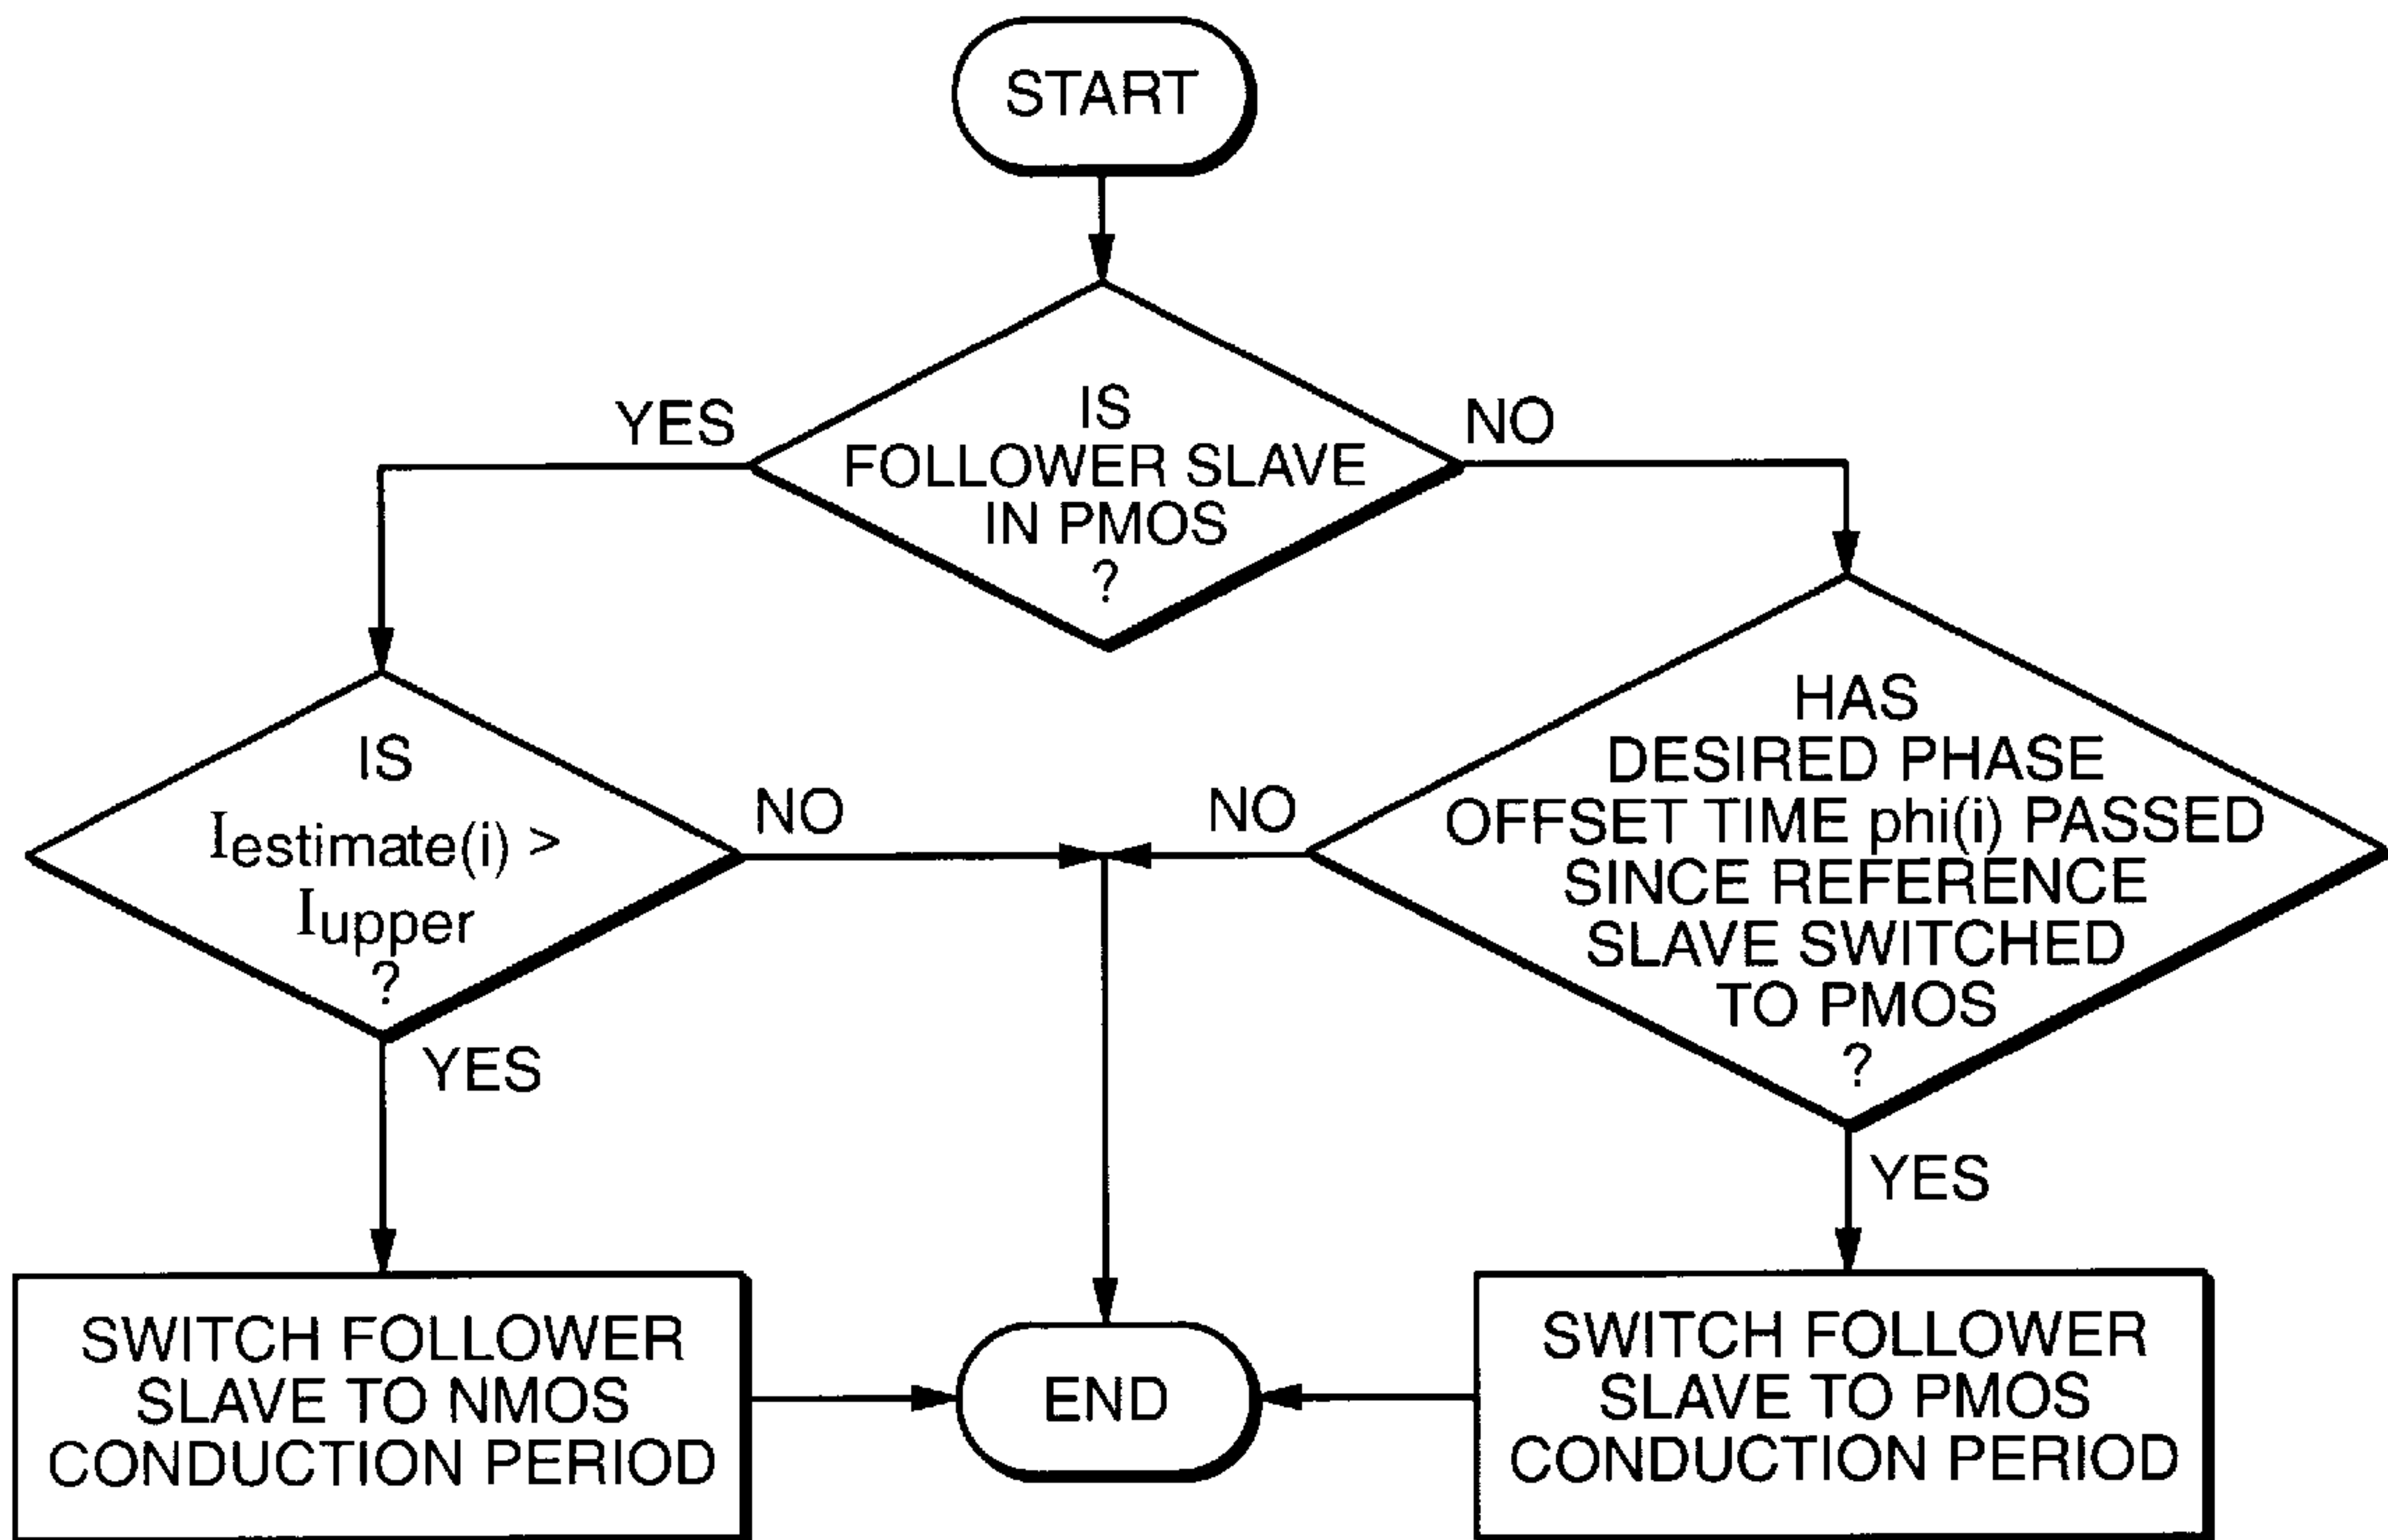 START
IS
FOLLOWER SLAVE
IN PMOS
?
YES
NO
IS
Iestimate(i) >
Iupper
?
NO
YES
HAS
DESIRED PHASE
OFFSET TIME phi(i) PASSED
SINCE REFERENCE
SLAVE SWITCHED
TO PMOS
?
NO
YES
SWITCH FOLLOWER
SLAVE TO NMOS
CONDUCTION PERIOD
END
SWITCH FOLLOWER
SLAVE TO PMOS
CONDUCTION PERIOD